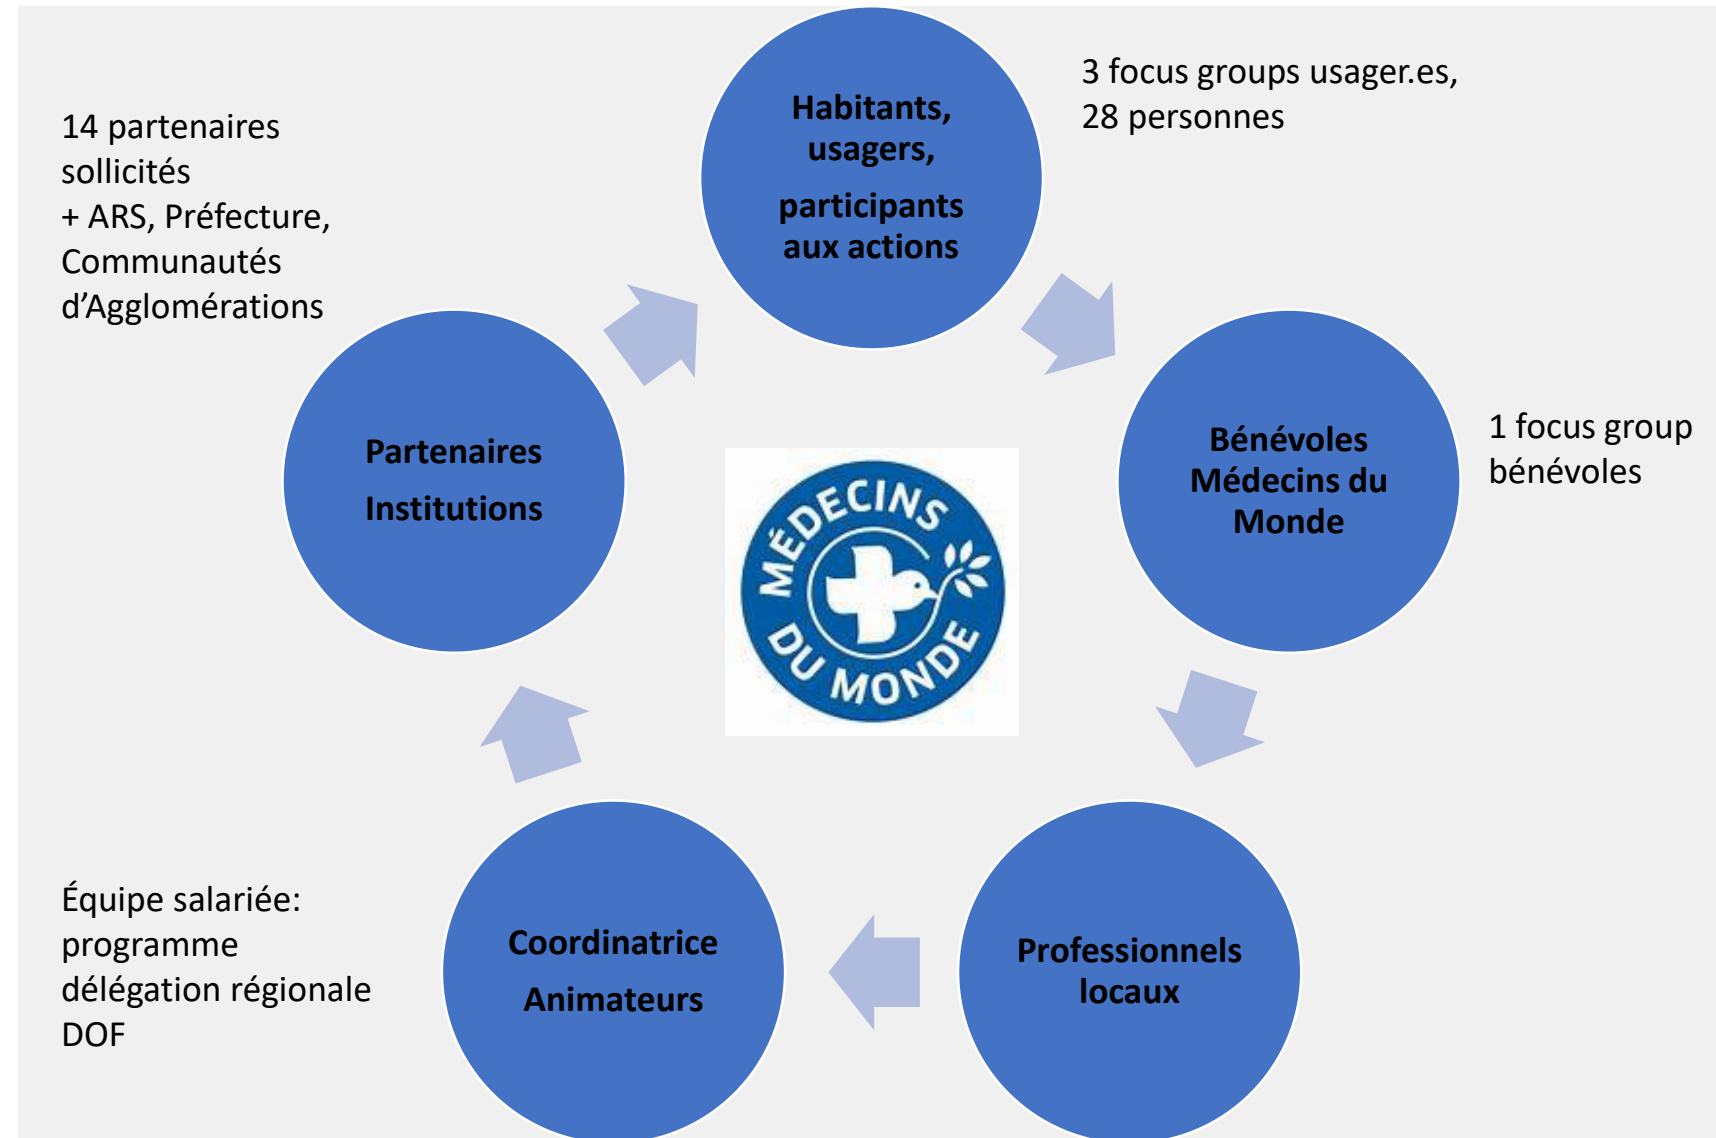 Habitants,
usagers,
participants
aux actions
3 focus groups usager.es,
28 personnes
14 partenaires
sollicités
+ ARS, Préfecture,
Communautés
d’Agglomérations
Partenaires
Institutions
MÉDECINS
DU MONDE
Bénévoles
Médecins du
Monde
1 focus group
bénévoles
Équipe salariée:
programme
délégation régionale
DOF
Coordinatrice
Animateurs
Professionnels
locaux